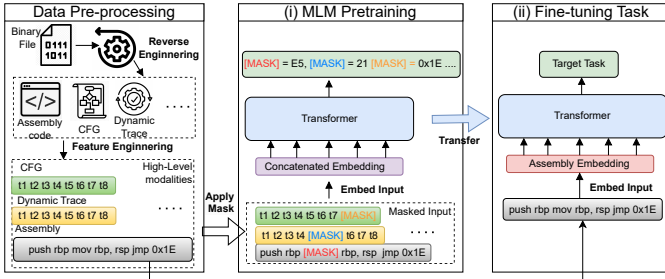 Data Pre-processing
Binary
File
0111
1011
Reverse
Enginnering
</>
Assembly
code
CFG
Dynamic
Trace
....
Feature Enginnering
CFG
High-Level
modalities
t1 t2 t3 t4 t5 t6 t7 t8
Dynamic Trace
t1 t2 t3 t4 t5 t6 t7 t8
....
Assembly
push rbp mov rbp, rsp jmp 0x1E
Apply
Mask
(i) MLM Pretraining
[MASK] = E5, [MASK] = 21 [MASK] = 0x1E ....
Transformer
Concatenated Embedding
Embed Input
t1 t2 t3 t4 t5 t6 t7 [MASK]
Masked Input
t1 t2 t3 t4 [MASK] t6 t7 t8
....
push rbp [MASK] rbp, rsp jmp 0x1E
Transfer
(ii) Fine-tuning Task
Target Task
Transformer
Assembly Embedding
Embed Input
push rbp mov rbp, rsp jmp 0x1E